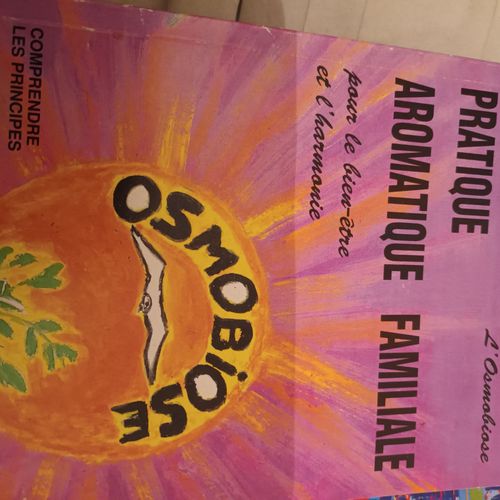 L'Osmobiose
PRATIQUE
AROMATIQUE FAMILIALE
pour le bien-être
et l'harmonie
OSMOBiOSE
COMPRENDRE
LES PRINCIPES